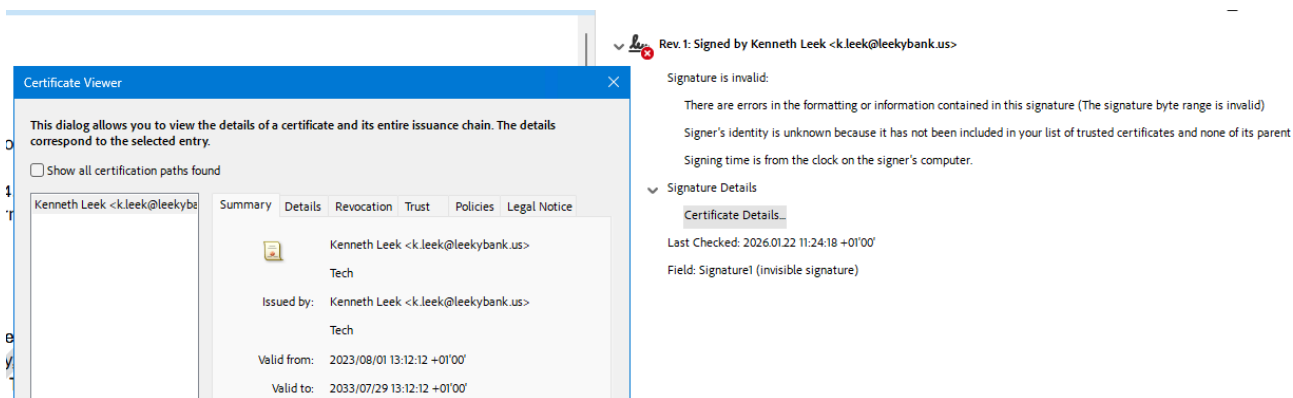 Certificate Viewer
This dialog allows you to view the details of a certificate and its entire issuance chain. The details
correspond to the selected entry.
Show all certification paths found
Kenneth Leek <k.leek@leekyba
Summary Details Revocation Trust Policies Legal Notice
Kenneth Leek <k.leek@leekybank.us>
Tech
Issued by: Kenneth Leek <k.leek@leekybank.us>
Tech
Valid from: 2023/08/01 13:12:12 +01'00'
Valid to: 2033/07/29 13:12:12 +01'00'
Rev. 1: Signed by Kenneth Leek <k.leek@leekybank.us>
Signature is invalid:
There are errors in the formatting or information contained in this signature (The signature byte range is invalid)
Signer's identity is unknown because it has not been included in your list of trusted certificates and none of its parent
Signing time is from the clock on the signer's computer.
Signature Details
Certificate Details...
Last Checked: 2026.01.22 11:24:18 +01'00'
Field: Signature1 (invisible signature)